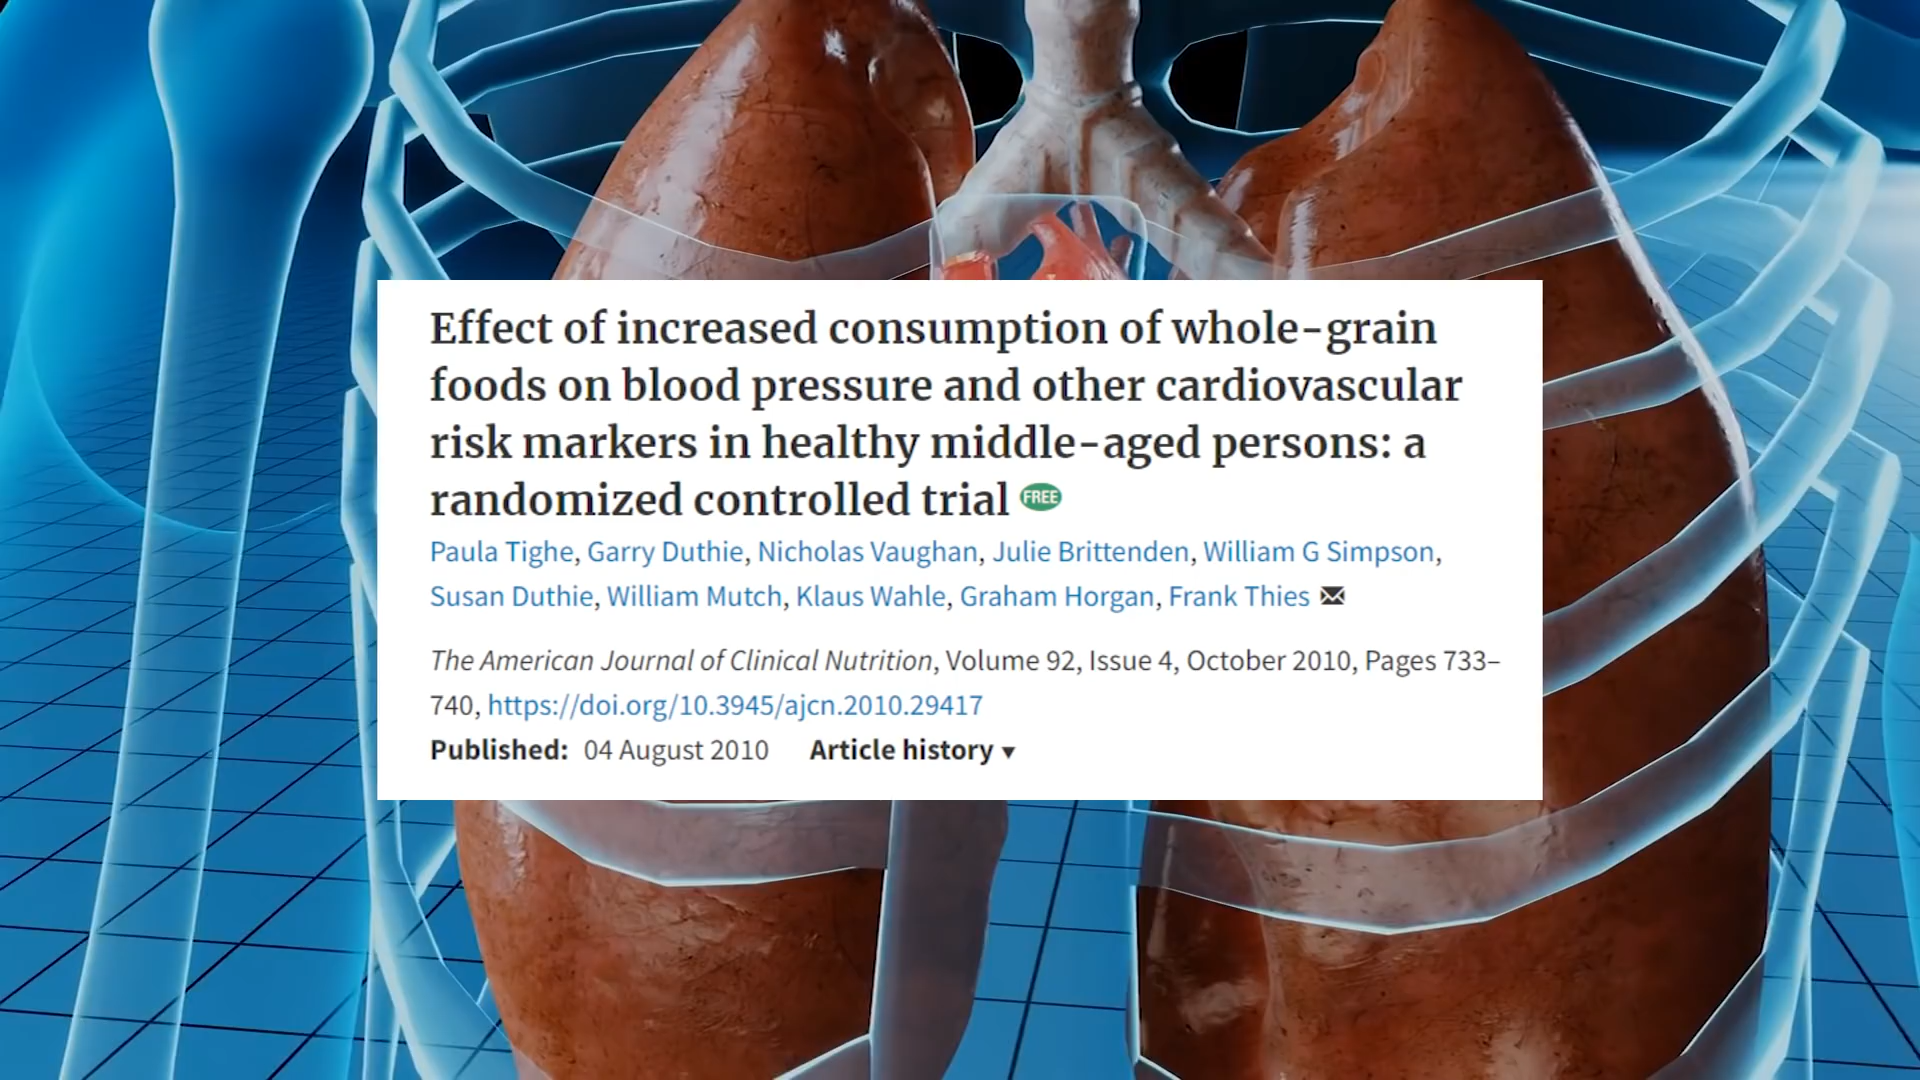 Effect of increased consumption of whole-grain
foods on blood pressure and other cardiovascular
risk markers in healthy middle-aged persons: a
randomized controlled trial FREE
Paula Tighe, Garry Duthie, Nicholas Vaughan, Julie Brittenden, William G Simpson,
Susan Duthie, William Mutch, Klaus Wahle, Graham Horgan, Frank Thies
The American Journal of Clinical Nutrition, Volume 92, Issue 4, October 2010, Pages 733–
740, https://doi.org/10.3945/ajcn.2010.29417
Published: 04 August 2010 Article history ▾